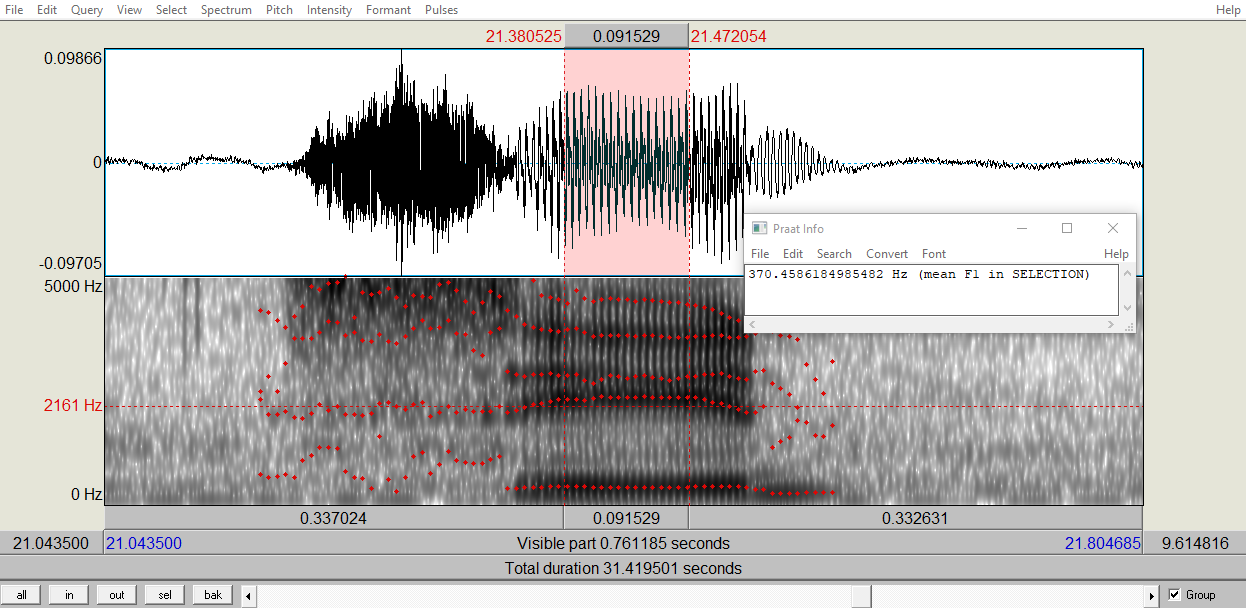 File Edit Query View Select Spectrum Pitch Intensity Formant Pulses Help
21.380525 0.091529 21.472054
0.09866
0
-0.09705
Praat Info
File Edit Search Convert Font Help
370.4586184985482 Hz (mean F1 in SELECTION)
5000 Hz
2161 Hz
0 Hz
0.337024 0.091529 0.332631
21.043500 21.043500 Visible part 0.761185 seconds 21.804685 9.614816
Total duration 31.419501 seconds
all in out sel bak Group